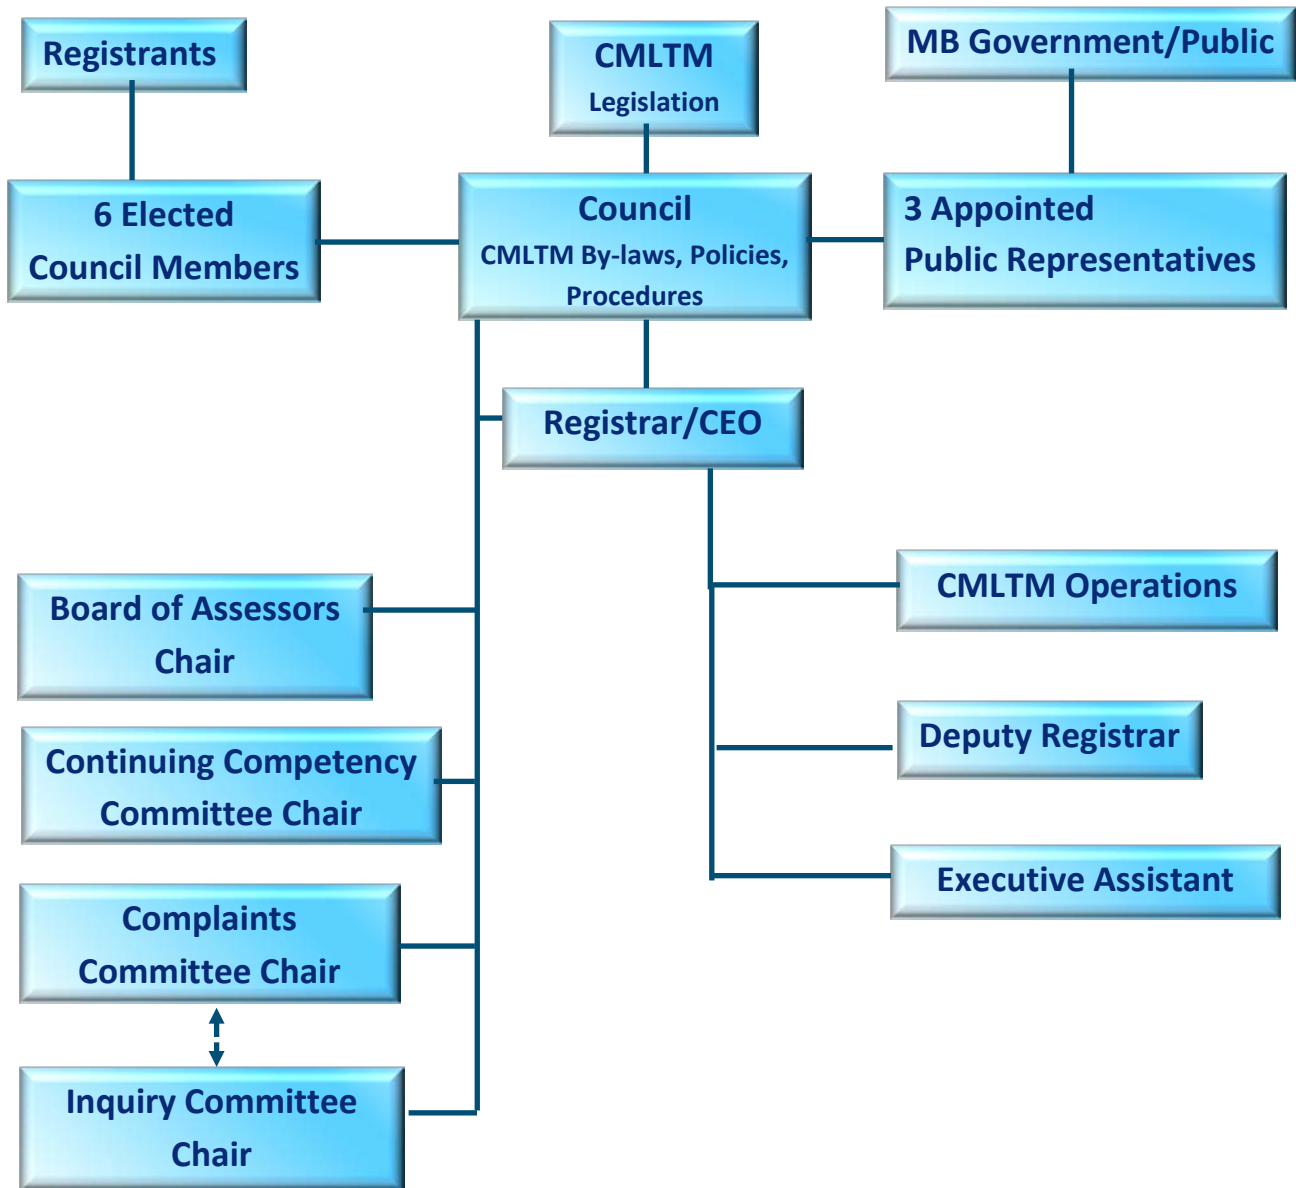 Registrants
CMLTM
Legislation
MB Government/Public
6 Elected
Council Members
Council
CMLTM By-laws, Policies,
Procedures
3 Appointed
Public Representatives
Registrar/CEO
Board of Assessors
Chair
Continuing Competency
Committee Chair
Complaints
Committee Chair
Inquiry Committee
Chair
CMLTM Operations
Deputy Registrar
Executive Assistant